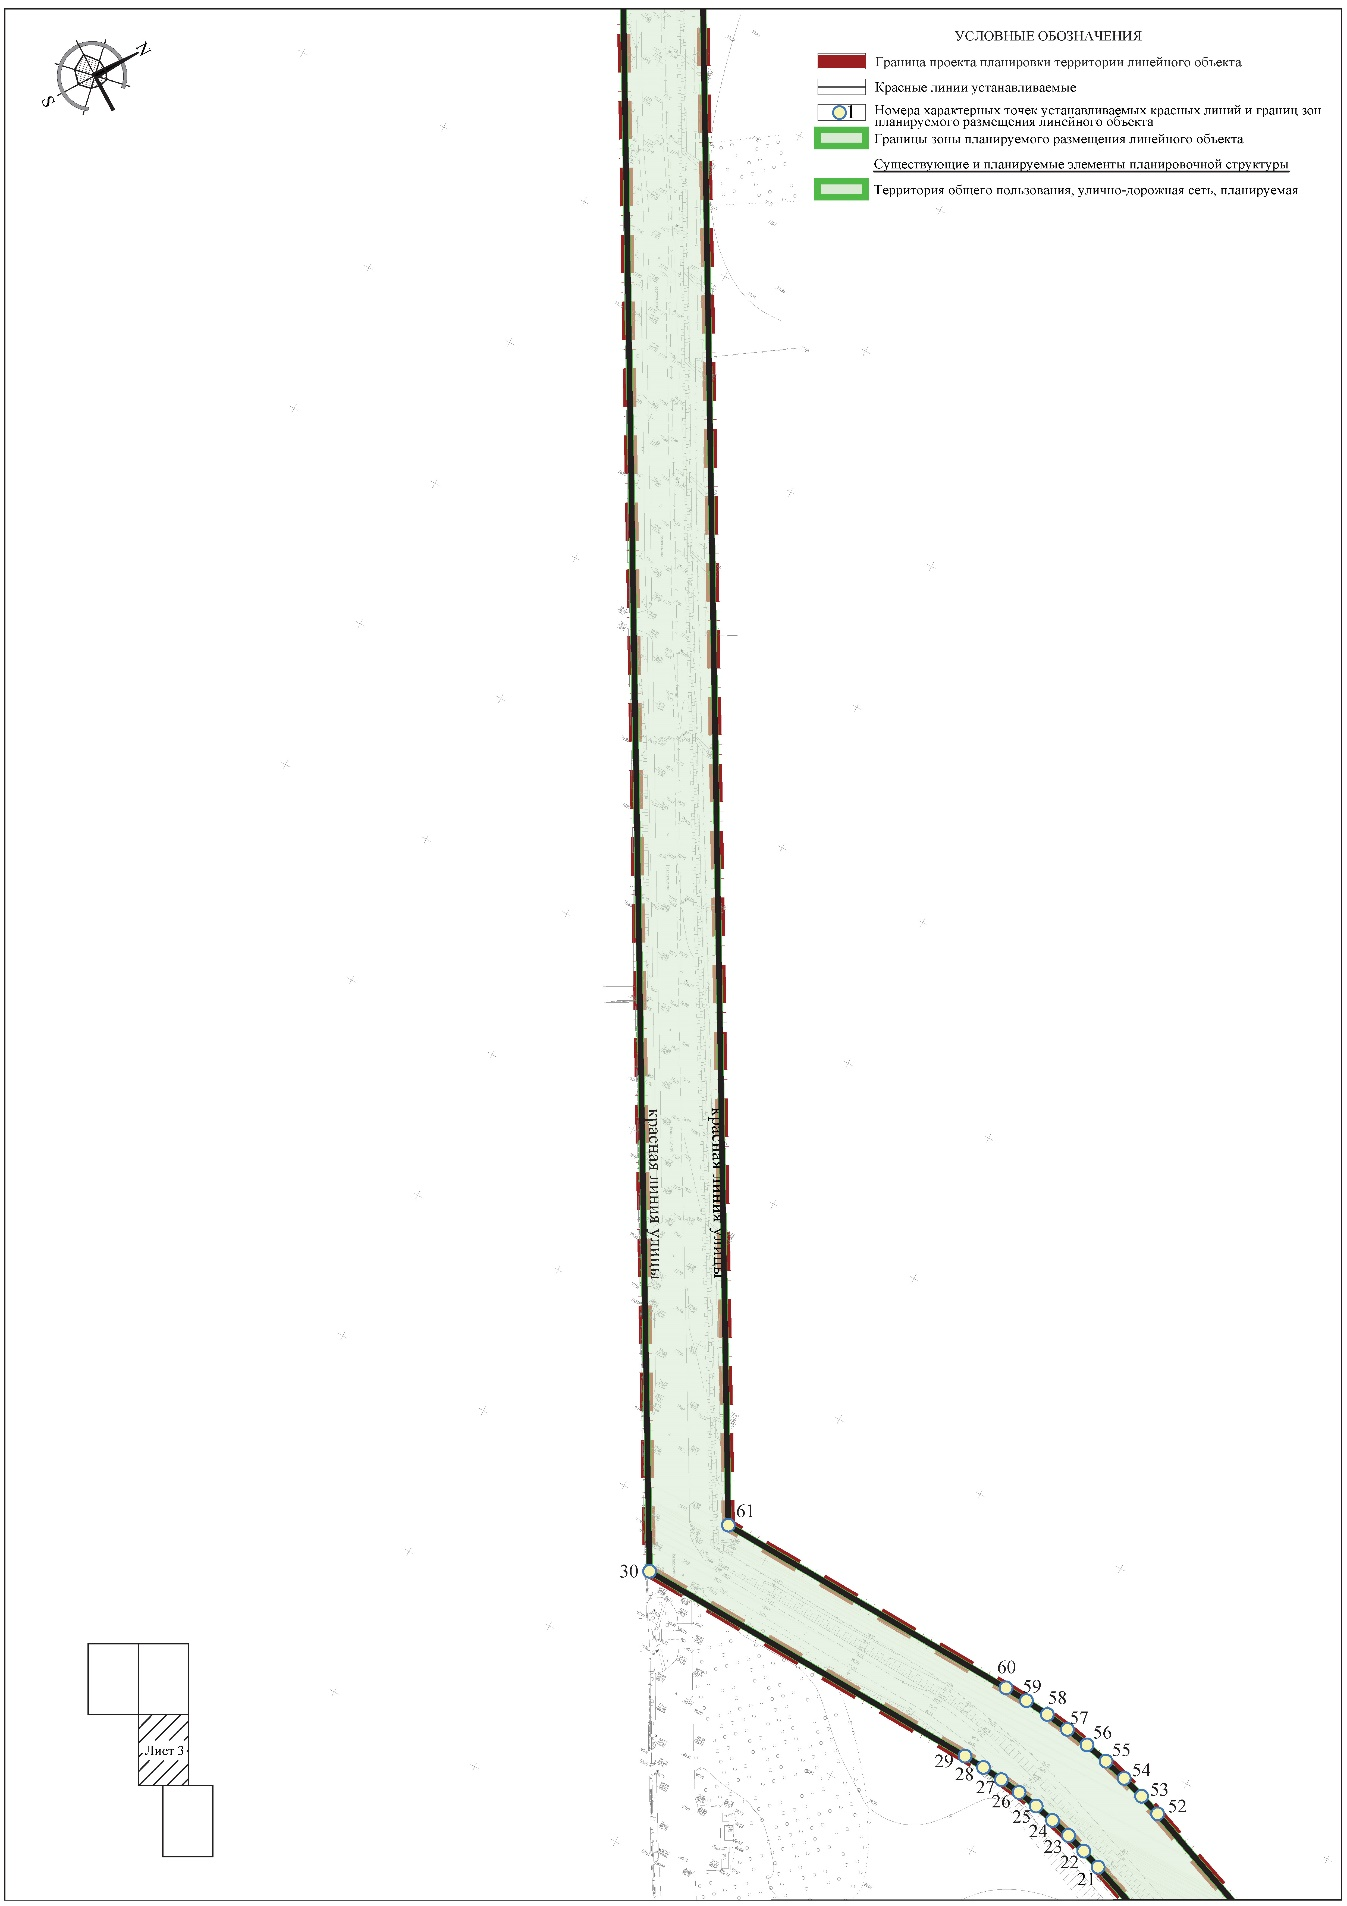 N
S
УСЛОВНЫЕ ОБОЗНАЧЕНИЯ
Граница проекта планировки территории линейного объекта
Красные линии устанавливаемые
1
Номера характерных точек устанавливаемых красных линий и границ зон
планируемого размещения линейного объекта
Границы зоны планируемого размещения линейного объекта
Существующие и планируемые элементы планировочной структуры
Территория общего пользования, улично-дорожная сеть, планируемая
красная линия улицы
красная линия улицы
61
30
60
59
58
57
56
55
54
53
52
29
28
27
26
25
24
23
22
21
Лист 3